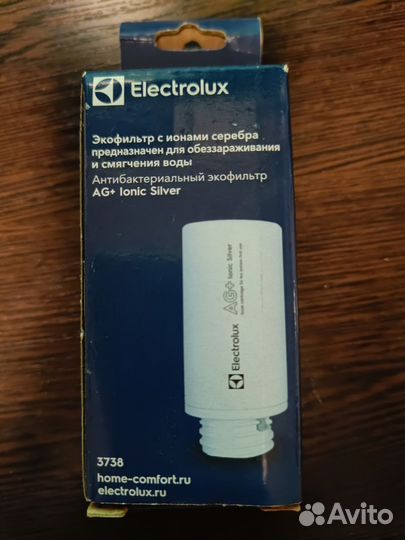 Electrolux
Экофильтр с ионами серебра
предназначен для обеззараживания
и смягчения воды
Антибактериальный экофильтр
AG+ Ionic Silver
Electrolux
AG+ Ionic Silver
3738
home-comfort.ru
electrolux.ru
Avito